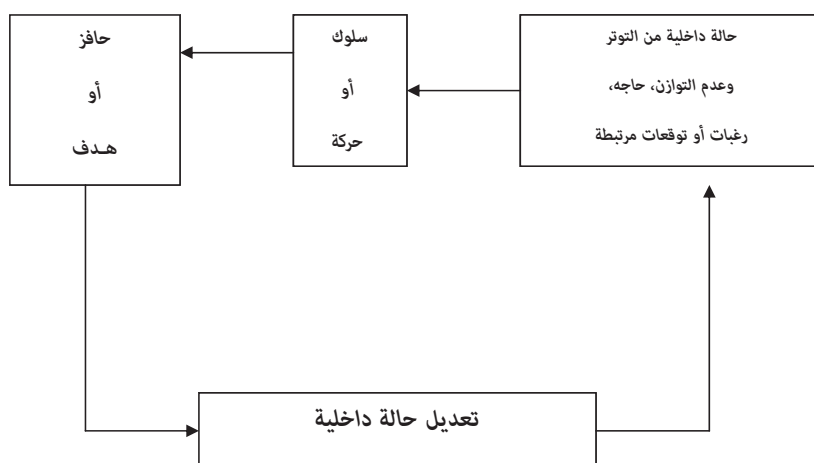 حالة داخلية من التوتر
وعدم التوازن، حاجه،
رغبات أو توقعات مرتبطة
سلوك
أو
حركة
حافز
أو
هـدف
تعديل حالة داخلية